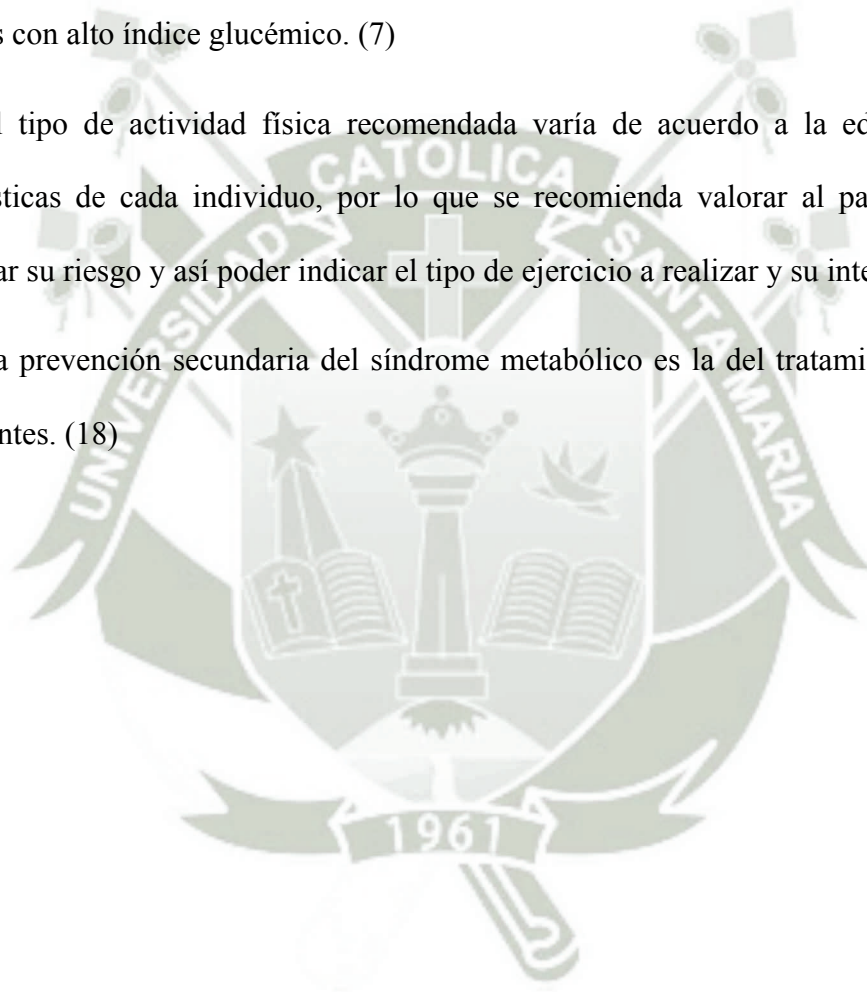 s con alto índice glucémico. (7)
l tipo de actividad física recomendada varía de acuerdo a la ed
sticas de cada individuo, por lo que se recomienda valorar al pa
ar su riesgo y así poder indicar el tipo de ejercicio a realizar y su inte
a prevención secundaria del síndrome metabólico es la del tratami
ntes. (18)
UNIVERSIDAD CATOLICA SANTA MARIA
1961